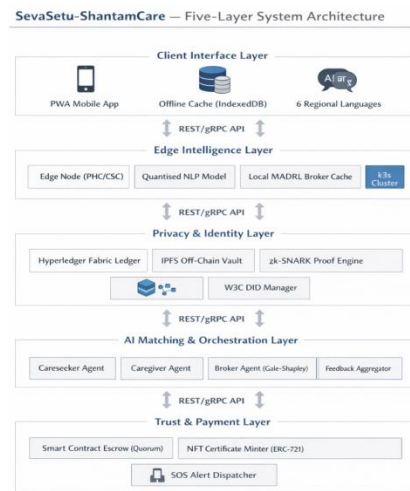 SevaSetu-ShantamCare — Five-Layer System Architecture
Client Interface Layer
PWA Mobile App
Offline Cache (IndexedDB)
6 Regional Languages
REST/gRPC API
Edge Intelligence Layer
Edge Node (PHC/CSC)
Quantised NLP Model
Local MADRL Broker Cache
k3s
Cluster
REST/gRPC API
Privacy & Identity Layer
Hyperledger Fabric Ledger
IPFS Off-Chain Vault
zk-SNARK Proof Engine
W3C DID Manager
REST/gRPC API
AI Matching & Orchestration Layer
Careseeker Agent
Caregiver Agent
Broker Agent (Gale-Shapley)
Feedback Aggregator
REST/gRPC API
Trust & Payment Layer
Smart Contract Escrow (Quorum)
NFT Certificate Minter (ERC-721)
SOS Alert Dispatcher